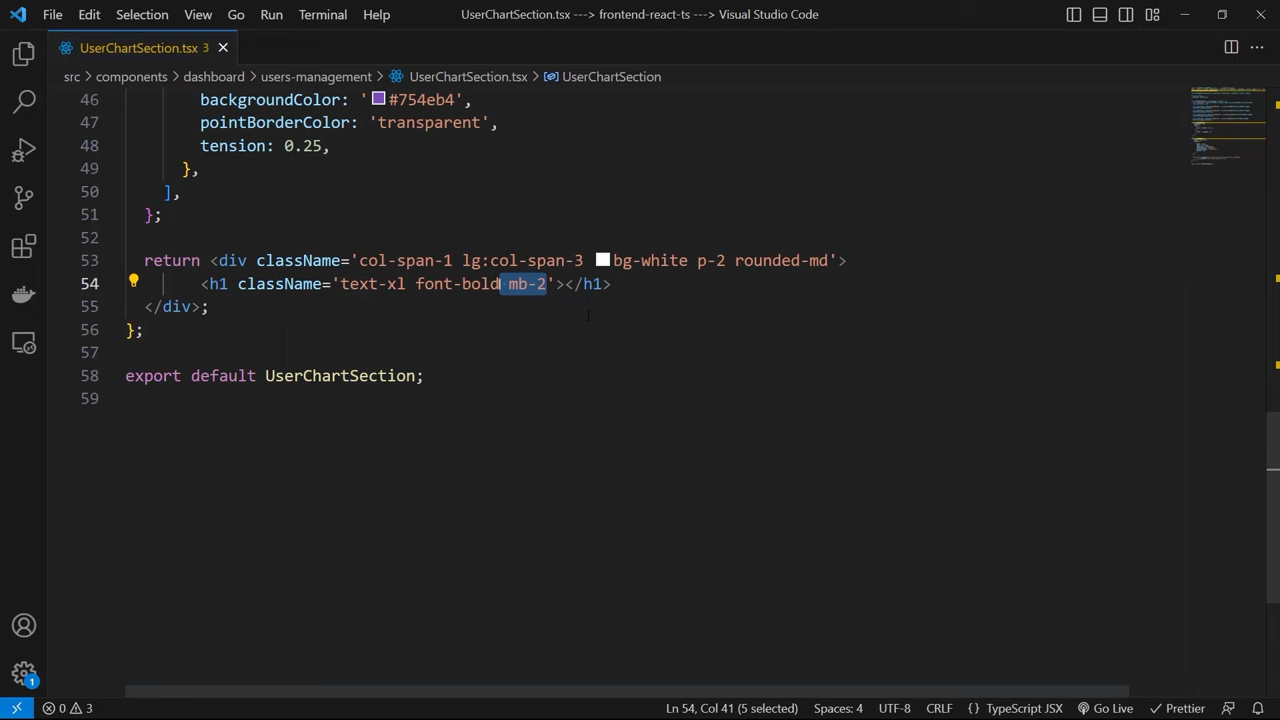 File Edit Selection View Go Run Terminal Help UserChartSection.tsx ---> frontend-react-ts ---> Visual Studio Code
UserChartSection.tsx 3
src > components > dashboard > users-management > UserChartSection.tsx > UserChartSection
46 backgroundColor: '#754eb4',
47 pointBorderColor: 'transparent',
48 tension: 0.25,
49 },
50 ],
51 };
52
53 return <div className='col-span-1 lg:col-span-3 bg-white p-2 rounded-md'>
54 <h1 className='text-xl font-bold mb-2'></h1>
55 </div>;
56 };
57
58 export default UserChartSection;
59
1
0 3 Ln 54, Col 41 (5 selected) Spaces: 4 UTF-8 CRLF {} TypeScript JSX Go Live Prettier